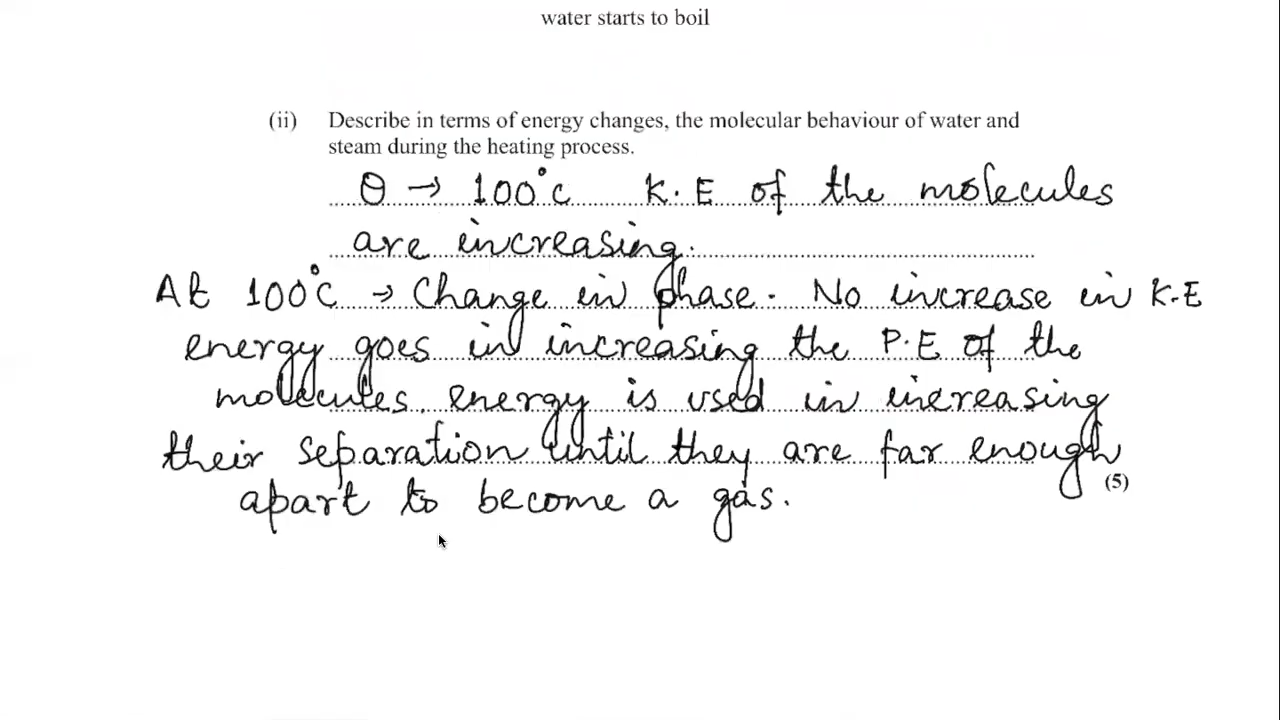 water starts to boil
(ii) Describe in terms of energy changes, the molecular behaviour of water and
steam during the heating process.
θ → 100°C K.E of the molecules
are increasing.
At 100°C → Change in phase. No increase in K.E
energy goes in increasing the P.E of the
molecules. energy is used in increasing
their separation until they are far enough
(5)
apart to become a gas.